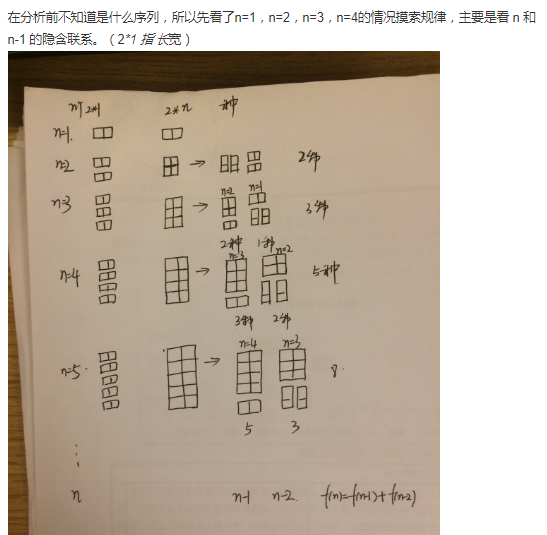 在分析前不知道是什么序列，所以先看了n=1，n=2，n=3，n=4的情况摸索规律，主要是看 n 和
n-1 的隐含联系。（2*1 指 长宽）
n个 2*1 2*n 一种
n=1.
n=2 2种
n=2 n=1
n=3 3种
2种 1种
n=3 n=2
n=4 5种
3种 2种
n=4 n=3
n=5. 8.
5 3
n n-1 n-2. f(n)=f(n-1)+f(n-2)